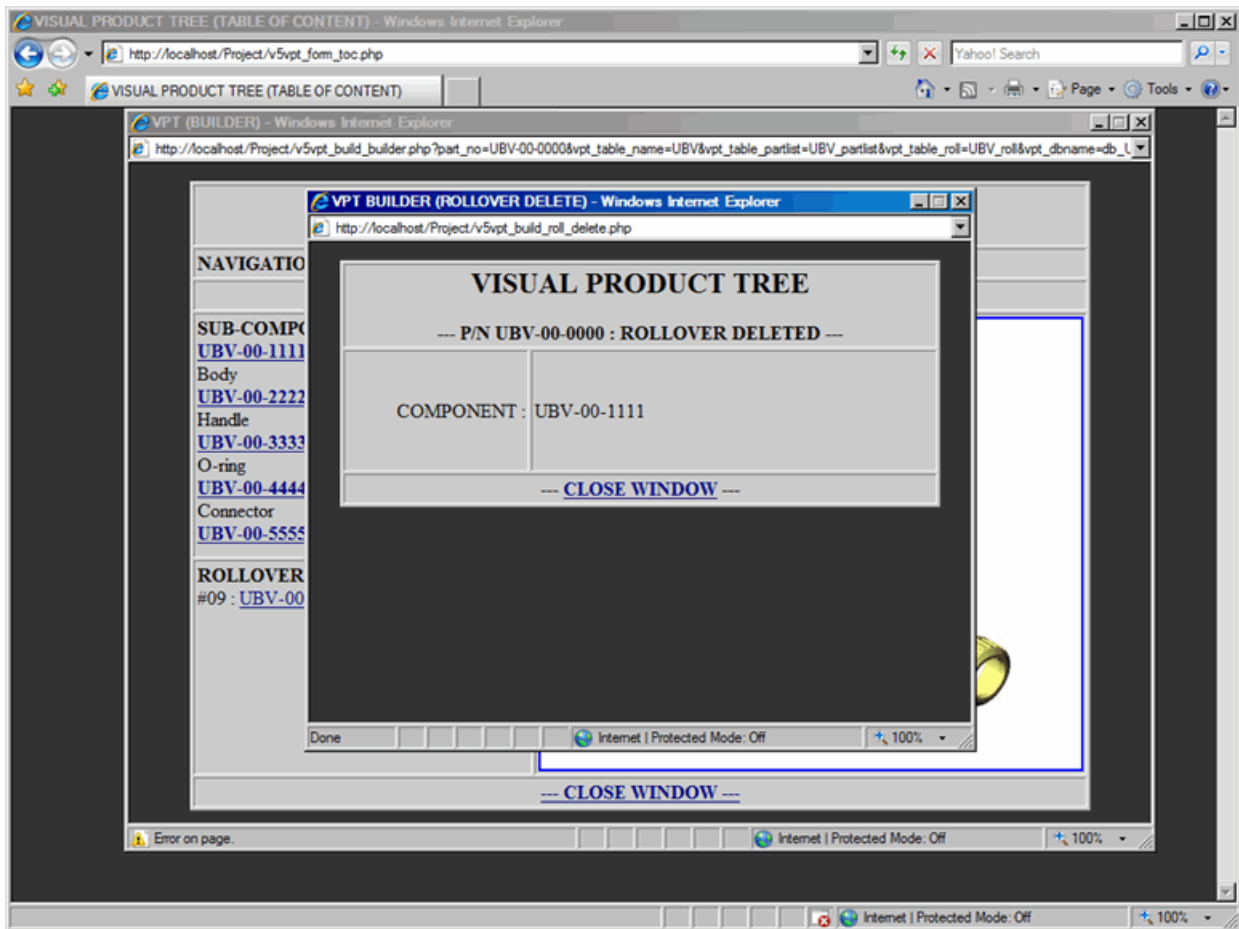 VISUAL PRODUCT TREE (TABLE OF CONTENT) - Windows Internet Explorer
http://localhost/Project/v5vpt_form_toc.php
Yahoo! Search
VISUAL PRODUCT TREE (TABLE OF CONTENT)
Page
Tools
VPT (BUILDER) - Windows Internet Explorer
http://localhost/Project/v5vpt_build_builder.php?part_no=UBV-00-0000&vpt_table_name=UBV&vpt_table_partlist=UBV_partlist&vpt_table_roll=UBV_roll&vpt_dbname=db_U
VPT BUILDER (ROLLOVER DELETE) - Windows Internet Explorer
http://localhost/Project/v5vpt_build_roll_delete.php
VISUAL PRODUCT TREE
--- P/N UBV-00-0000 : ROLLOVER DELETED ---
COMPONENT : UBV-00-1111
--- CLOSE WINDOW ---
Done
Internet | Protected Mode: Off
100%
NAVIGATIO
SUB-COMPO
UBV-00-1111
Body
UBV-00-2222
Handle
UBV-00-3333
O-ring
UBV-00-4444
Connector
UBV-00-5555
ROLLOVER
#09 : UBV-00
--- CLOSE WINDOW ---
Error on page.
Internet | Protected Mode: Off
100%
Internet | Protected Mode: Off
100%